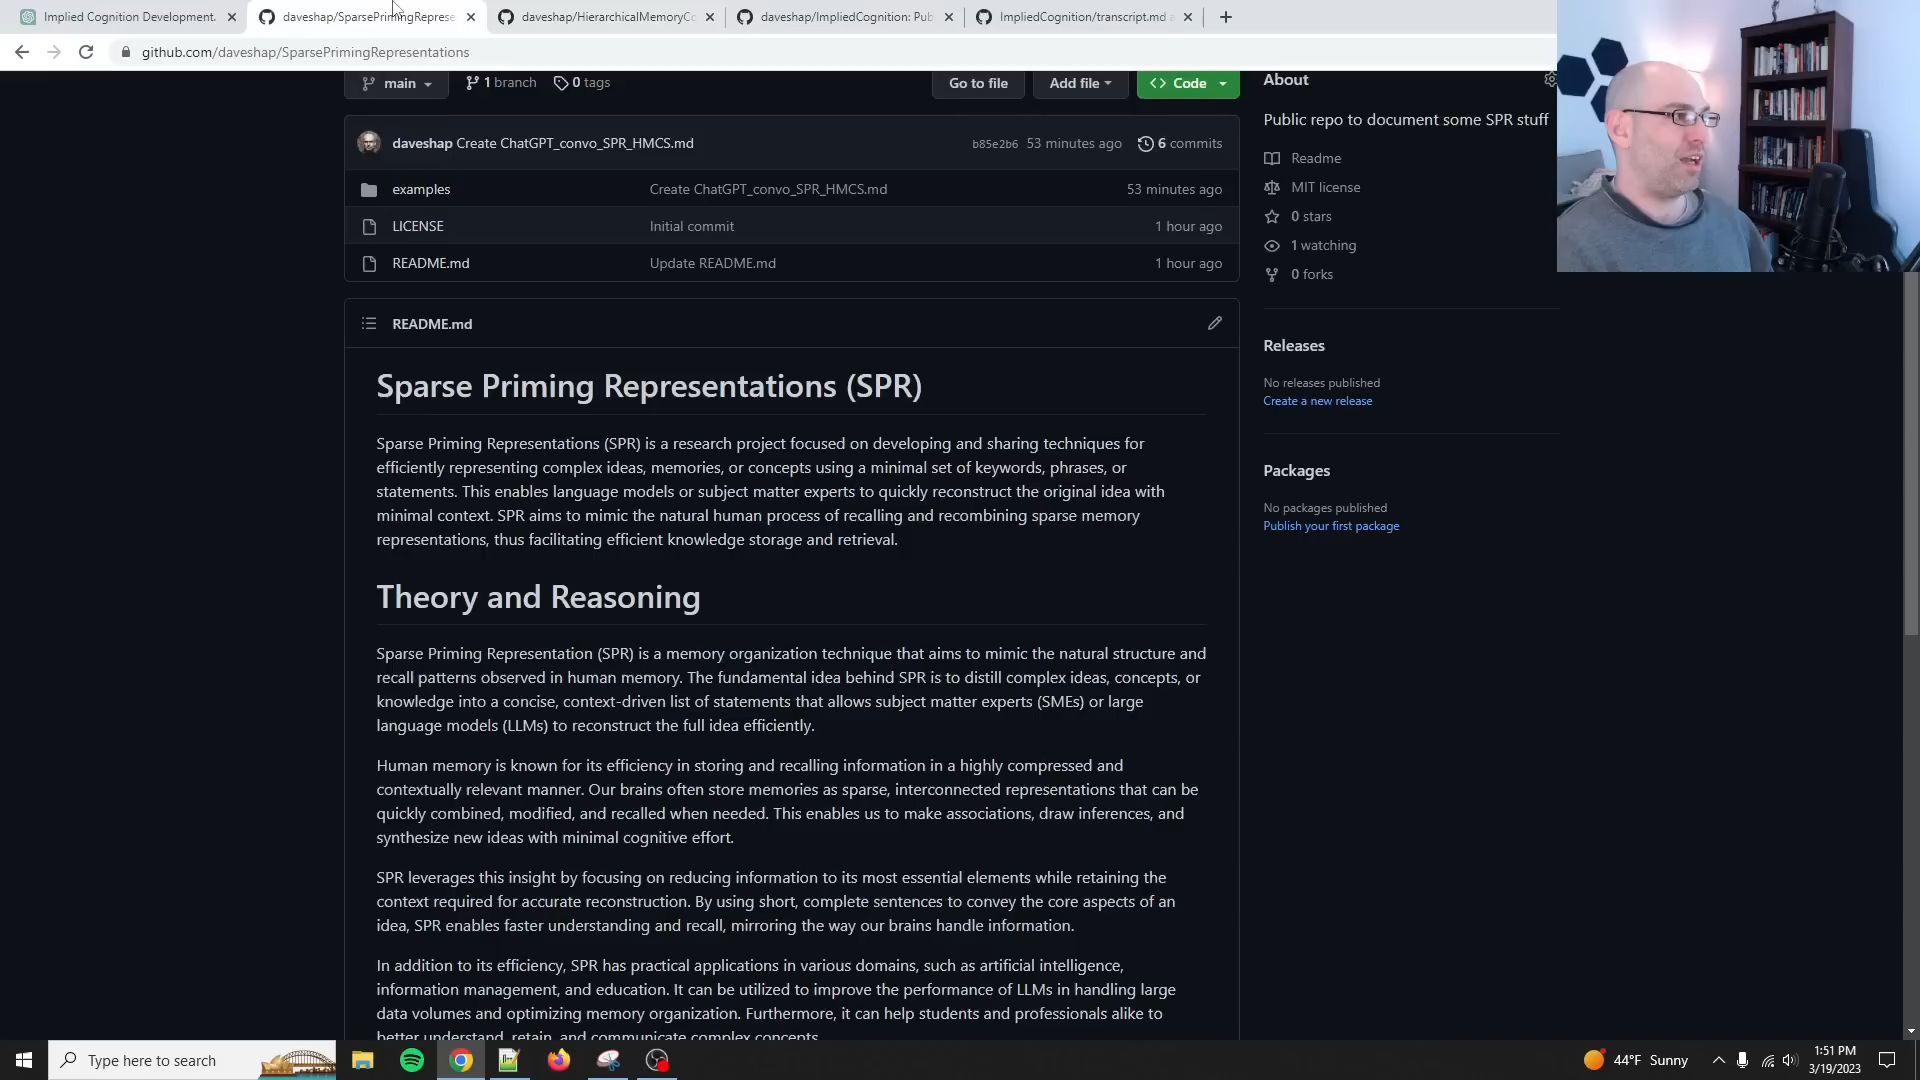 Implied Cognition Development.
daveshap/SparsePrimingReprese
daveshap/HierarchicalMemoryCo
daveshap/ImpliedCognition: Pub
ImpliedCognition/transcript.md a
github.com/daveshap/SparsePrimingRepresentations
main
1 branch
0 tags
Go to file
Add file
Code
daveshap Create ChatGPT_convo_SPR_HMCS.md
b85e2b6 53 minutes ago
6 commits
examples
Create ChatGPT_convo_SPR_HMCS.md
53 minutes ago
LICENSE
Initial commit
1 hour ago
README.md
Update README.md
1 hour ago
README.md
Sparse Priming Representations (SPR)
Sparse Priming Representations (SPR) is a research project focused on developing and sharing techniques for
efficiently representing complex ideas, memories, or concepts using a minimal set of keywords, phrases, or
statements. This enables language models or subject matter experts to quickly reconstruct the original idea with
minimal context. SPR aims to mimic the natural human process of recalling and recombining sparse memory
representations, thus facilitating efficient knowledge storage and retrieval.
Theory and Reasoning
Sparse Priming Representation (SPR) is a memory organization technique that aims to mimic the natural structure and
recall patterns observed in human memory. The fundamental idea behind SPR is to distill complex ideas, concepts, or
knowledge into a concise, context-driven list of statements that allows subject matter experts (SMEs) or large
language models (LLMs) to reconstruct the full idea efficiently.
Human memory is known for its efficiency in storing and recalling information in a highly compressed and
contextually relevant manner. Our brains often store memories as sparse, interconnected representations that can be
quickly combined, modified, and recalled when needed. This enables us to make associations, draw inferences, and
synthesize new ideas with minimal cognitive effort.
SPR leverages this insight by focusing on reducing information to its most essential elements while retaining the
context required for accurate reconstruction. By using short, complete sentences to convey the core aspects of an
idea, SPR enables faster understanding and recall, mirroring the way our brains handle information.
In addition to its efficiency, SPR has practical applications in various domains, such as artificial intelligence,
information management, and education. It can be utilized to improve the performance of LLMs in handling large
data volumes and optimizing memory organization. Furthermore, it can help students and professionals alike to
better understand, retain, and communicate complex concepts.
About
Public repo to document some SPR stuff
Readme
MIT license
0 stars
1 watching
0 forks
Releases
No releases published
Create a new release
Packages
No packages published
Publish your first package
Type here to search
44°F Sunny
1:51 PM
3/19/2023